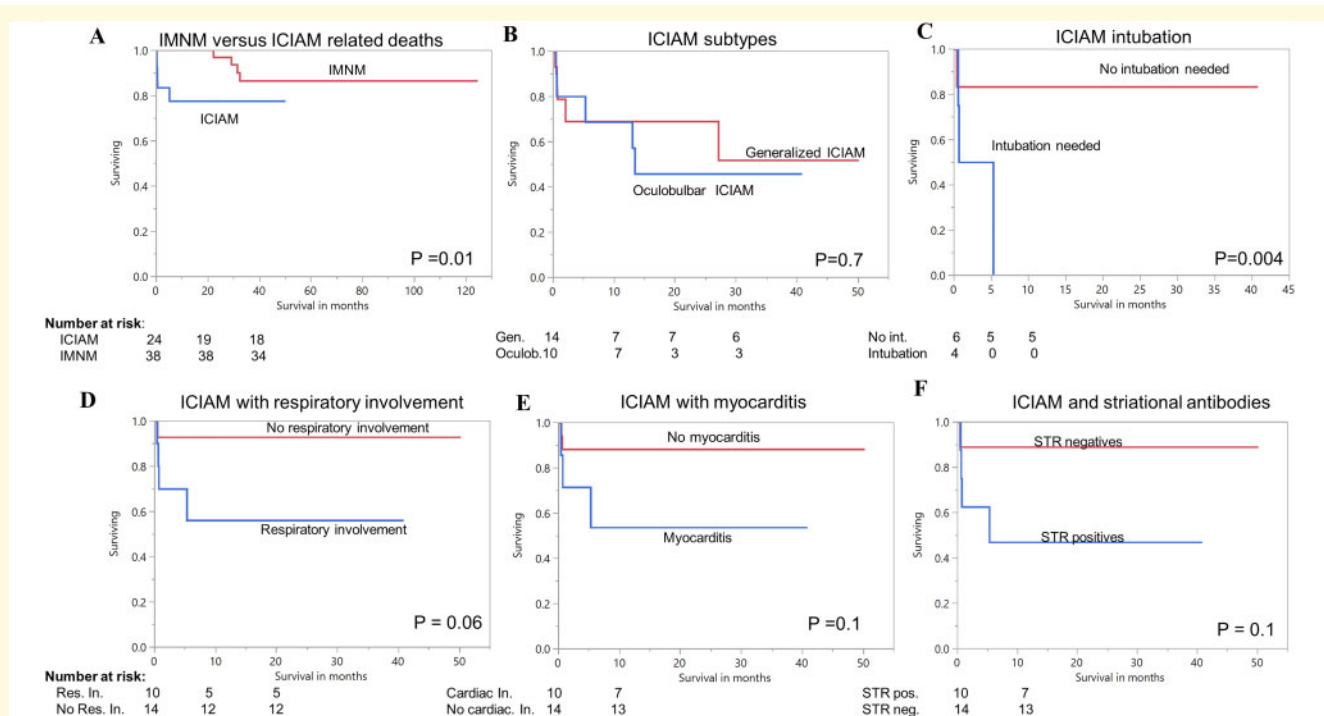 A IMNM versus ICIAM related deaths
1.0
0.8
0.6
0.4
0.2
0.0
Surviving
IMNM
ICIAM
P =0.01
0 20 40 60 80 100 120
Survival in months
B ICIAM subtypes
1.0
0.8
0.6
0.4
0.2
0.0
Surviving
Generalized ICIAM
Oculobulbar ICIAM
P=0.7
0 10 20 30 40 50
Survival in months
C ICIAM intubation
1.0
0.8
0.6
0.4
0.2
0.0
Surviving
No intubation needed
Intubation needed
P=0.004
0 5 10 15 20 25 30 35 40 45
Survival in months
Number at risk:
ICIAM 24 19 18
IMNM 38 38 34
Gen. 14 7 7 6
Oculob. 10 7 3 3
No int. 6 5 5
Intubation 4 0 0
D ICIAM with respiratory involvement
1.0
0.8
0.6
0.4
0.2
0.0
Surviving
No respiratory involvement
Respiratory involvement
P = 0.06
0 10 20 30 40 50
Survival in months
E ICIAM with myocarditis
1.0
0.8
0.6
0.4
0.2
0.0
Surviving
No myocarditis
Myocarditis
P =0.1
0 10 20 30 40 50
Survival in months
F ICIAM and striational antibodies
1.0
0.8
0.6
0.4
0.2
0.0
Surviving
STR negatives
STR positives
P = 0.1
0 10 20 30 40 50
Survival in months
Number at risk:
Res. In. 10 5 5
No Res. In. 14 12 12
Cardiac In. 10 7
No cardiac. In. 14 13
STR pos. 10 7
STR neg. 14 13